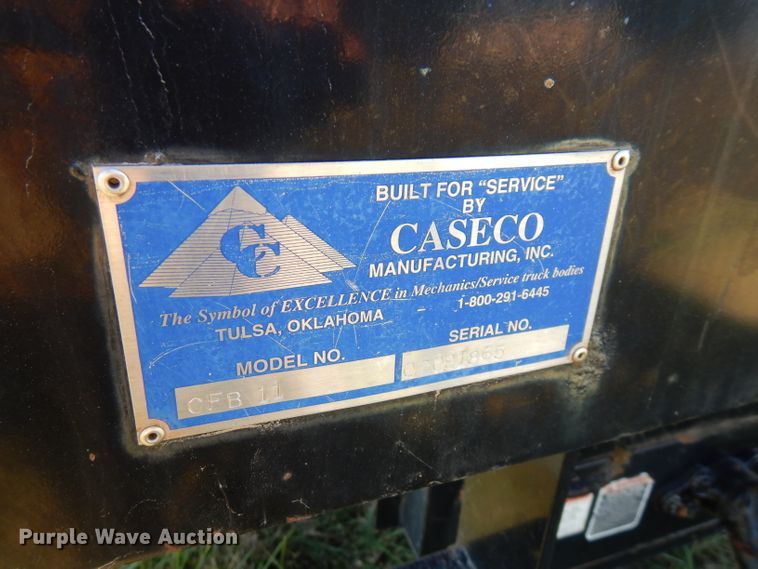 BUILT FOR "SERVICE"
BY
CASECO
MANUFACTURING, INC.
CC
The Symbol of EXCELLENCE in Mechanics/Service truck bodies
TULSA, OKLAHOMA - 1-800-291-6445
MODEL NO. SERIAL NO.
CFB 11
Purple Wave Auction